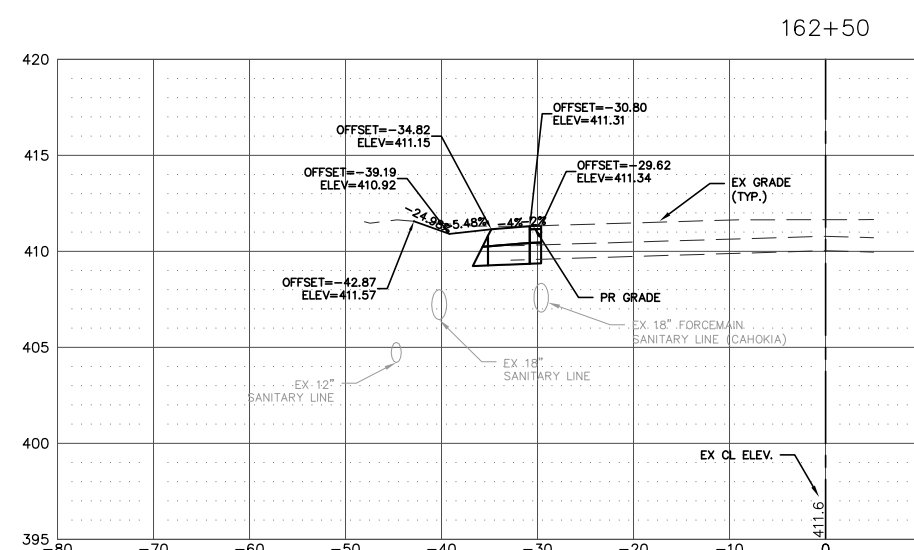 162+50
420
OFFSET=-30.80
ELEV=411.31
OFFSET=-34.82
ELEV=411.15
415
OFFSET=-39.19
ELEV=410.92
OFFSET=-29.62
ELEV=411.34
EX GRADE
(TYP.)
-24.98%
-5.48%
-4%
-2%
410
OFFSET=-42.87
ELEV=411.57
PR GRADE
EX 18" FORCEMAIN
SANITARY LINE (CAHOKIA)
405
EX 18"
SANITARY LINE
EX 12"
SANITARY LINE
400
EX CL ELEV.
411.6
395
-80
-70
-60
-50
-40
-30
-20
-10
0